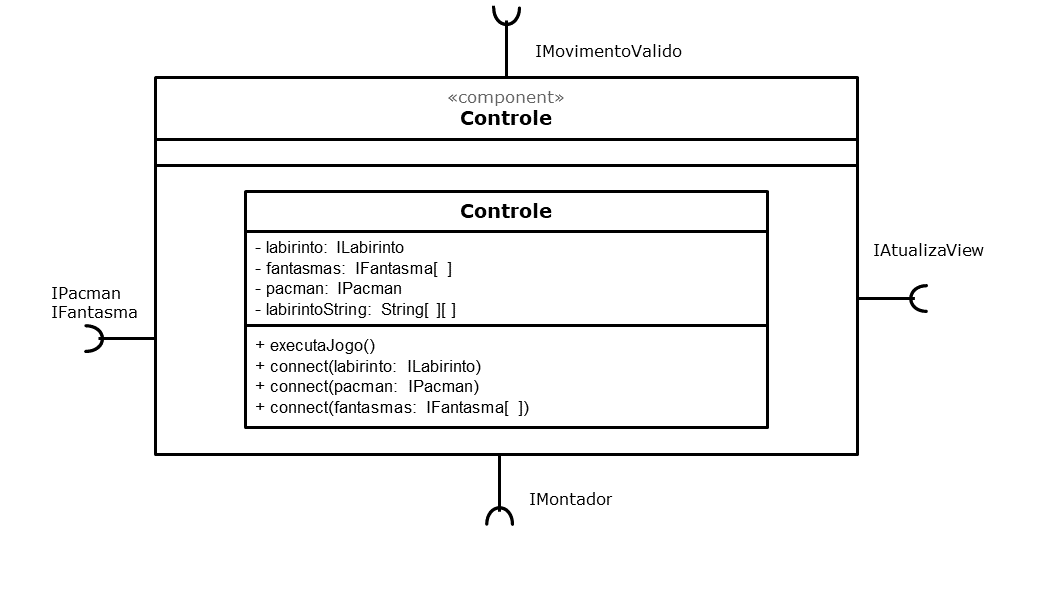 IMovimentoValido
«component»
Controle
Controle
- labirinto: ILabirinto
- fantasmas: IFantasma[ ]
- pacman: IPacman
- labirintoString: String[ ][ ]
+ executaJogo()
+ connect(labirinto: ILabirinto)
+ connect(pacman: IPacman)
+ connect(fantasmas: IFantasma[ ])
IAtualizaView
IPacman
IFantasma
IMontador